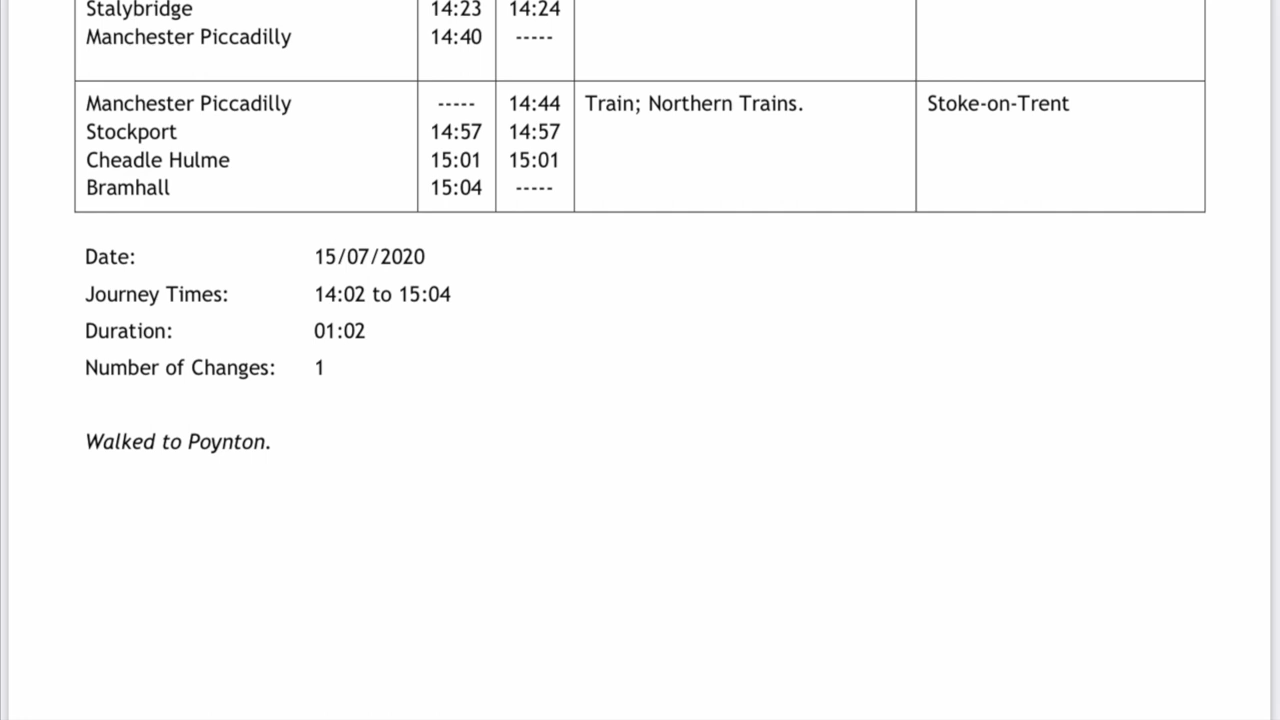 Stalybridge 14:23 14:24
Manchester Piccadilly 14:40 -----
Manchester Piccadilly ----- 14:44 Train; Northern Trains. Stoke-on-Trent
Stockport 14:57 14:57
Cheadle Hulme 15:01 15:01
Bramhall 15:04 -----
Date: 15/07/2020
Journey Times: 14:02 to 15:04
Duration: 01:02
Number of Changes: 1
Walked to Poynton.